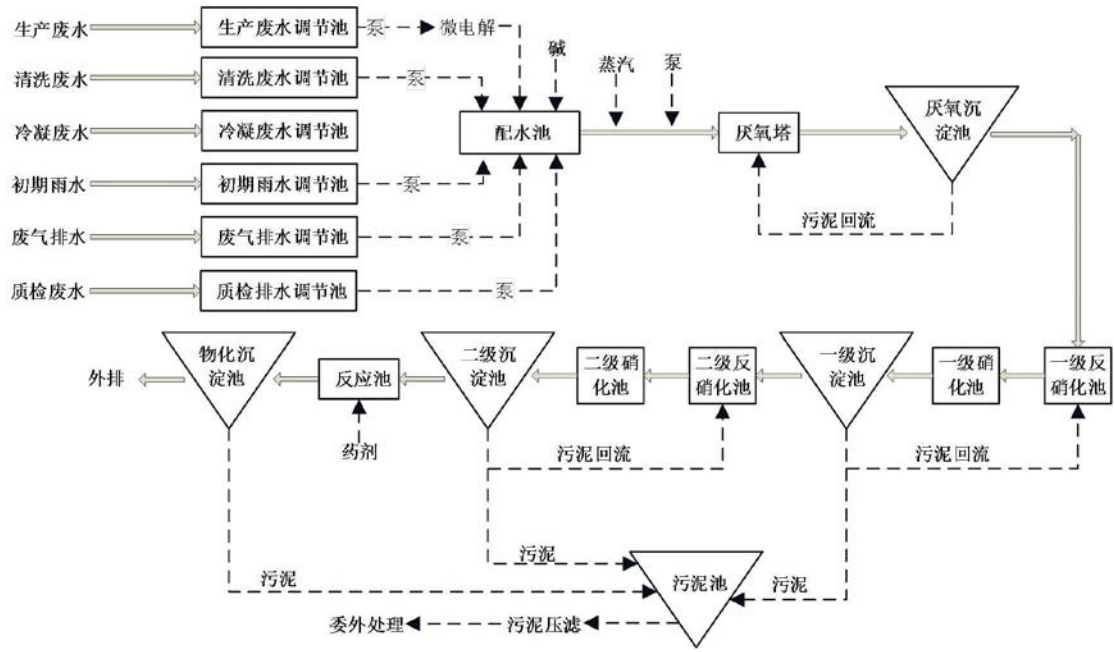 生产废水
生产废水调节池
泵
微电解
清洗废水
清洗废水调节池
泵
碱
蒸汽
泵
冷凝废水
冷凝废水调节池
配水池
厌氧塔
厌氧沉
淀池
初期雨水
初期雨水调节池
泵
废气排水
废气排水调节池
泵
污泥回流
质检废水
质检排水调节池
泵
外排
物化沉
淀池
反应池
药剂
二级沉
淀池
二级硝
化池
二级反
硝化池
一级沉
淀池
一级硝
化池
一级反
硝化池
污泥回流
污泥回流
污泥
污泥
污泥池
污泥
委外处理
污泥压滤